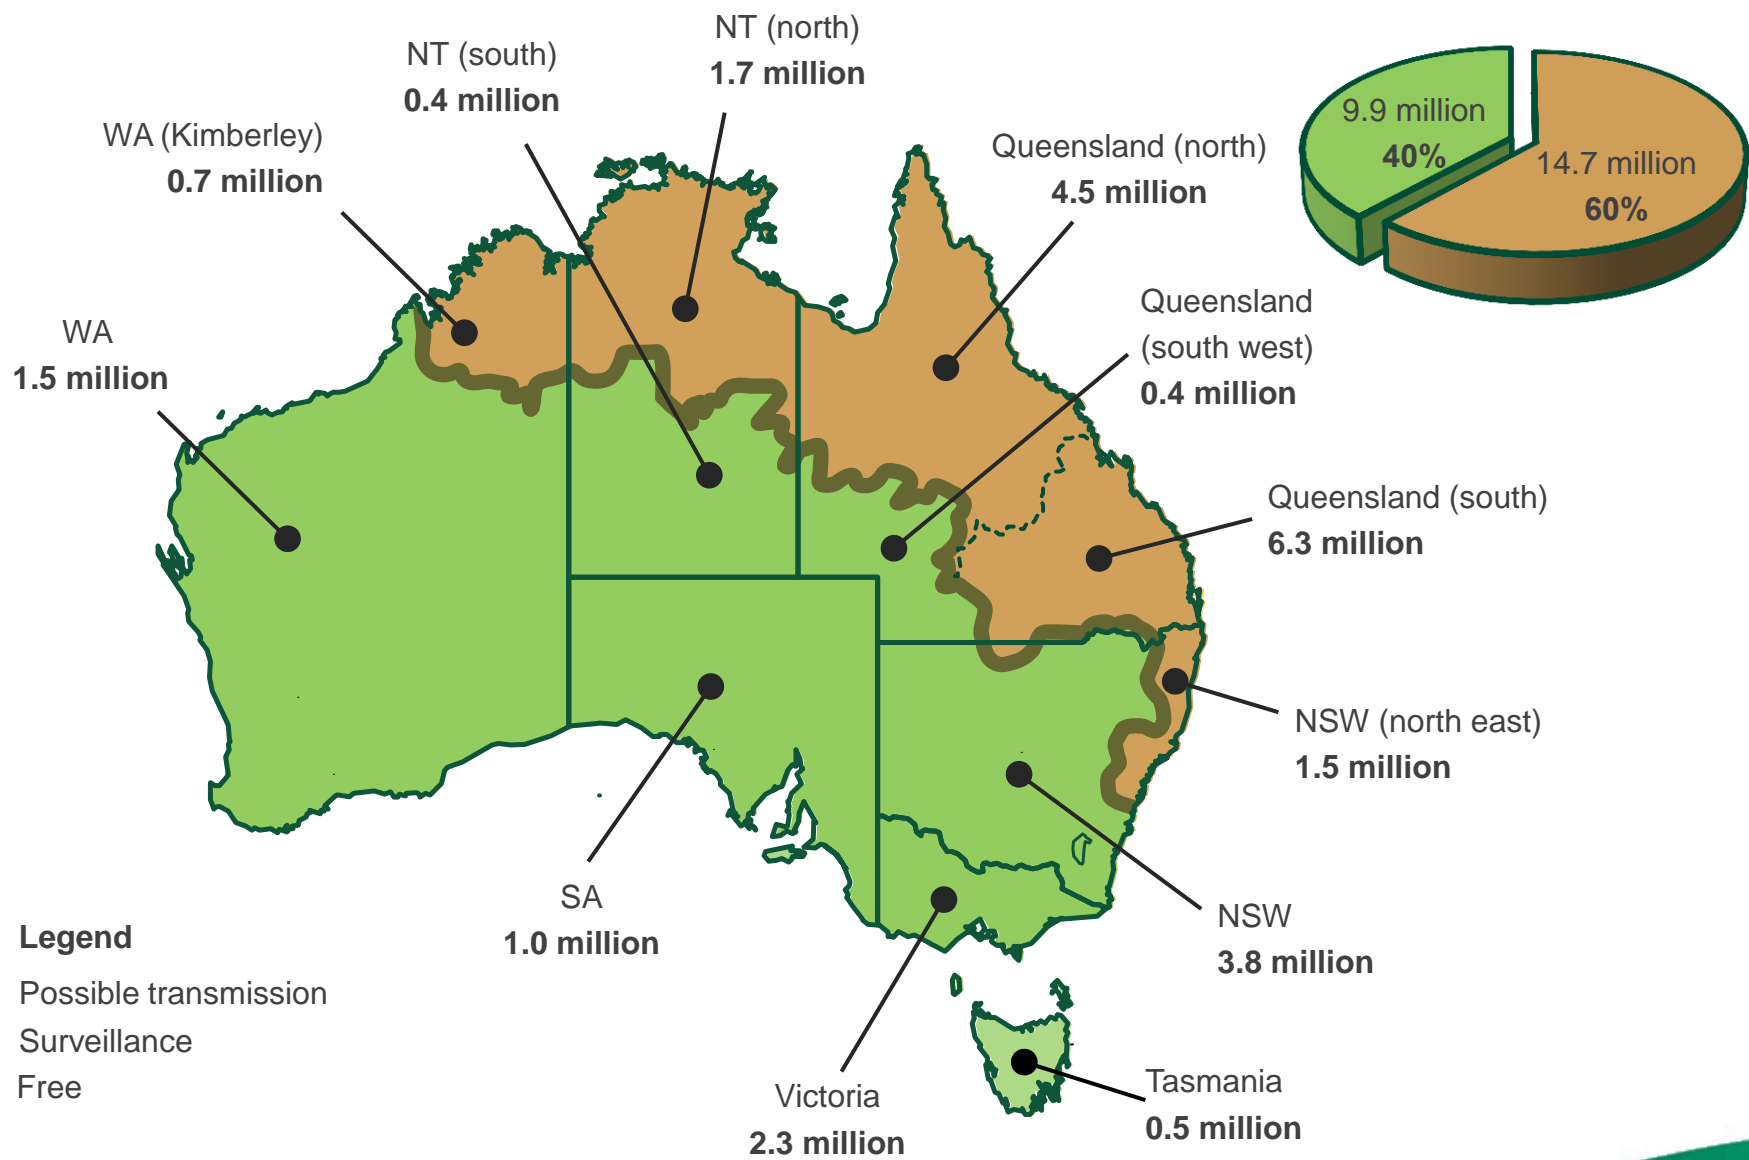 NT (north)
1.7 million
NT (south)
0.4 million
WA (Kimberley)
0.7 million
Queensland (north)
4.5 million
9.9 million
40%
14.7 million
60%
WA
1.5 million
Queensland
(south west)
0.4 million
Queensland (south)
6.3 million
NSW (north east)
1.5 million
SA
1.0 million
NSW
3.8 million
Victoria
2.3 million
Tasmania
0.5 million
Legend
Possible transmission
Surveillance
Free